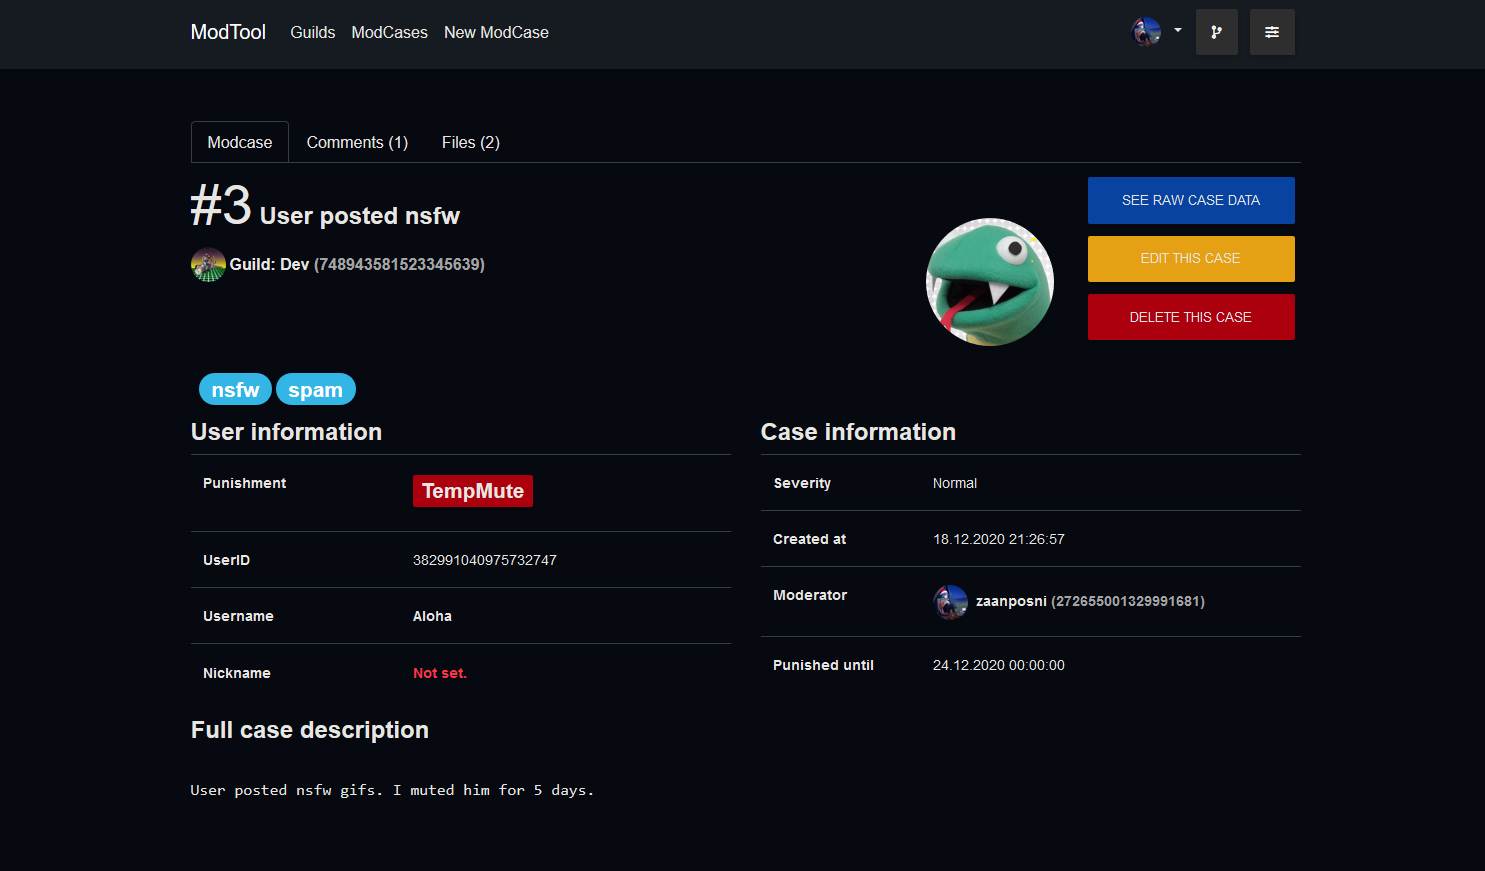 ModTool Guilds ModCases New ModCase
Modcase Comments (1) Files (2)
#3 User posted nsfw
Guild: Dev (748943581523345639)
SEE RAW CASE DATA
EDIT THIS CASE
DELETE THIS CASE
nsfw spam
User information
Punishment TempMute
UserID 382991040975732747
Username Aloha
Nickname Not set.
Case information
Severity Normal
Created at 18.12.2020 21:26:57
Moderator zaanposni (272655001329991681)
Punished until 24.12.2020 00:00:00
Full case description
User posted nsfw gifs. I muted him for 5 days.